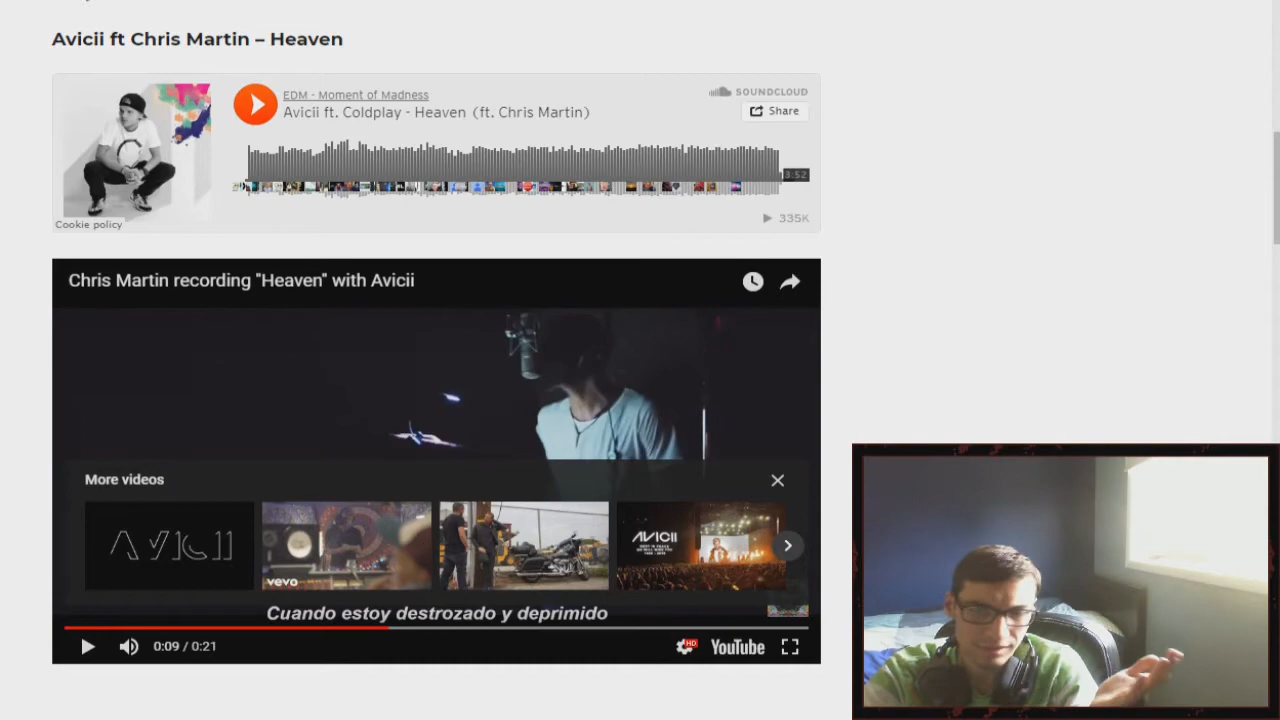 Avicii ft Chris Martin – Heaven
EDM - Moment of Madness
SOUNDCLOUD
Avicii ft. Coldplay - Heaven (ft. Chris Martin)
Share
3:52
335K
Cookie policy
Chris Martin recording "Heaven" with Avicii
More videos
AVICII
vevo
AVICII
Cuando estoy destrozado y deprimido
0:09 / 0:21
HD
YouTube